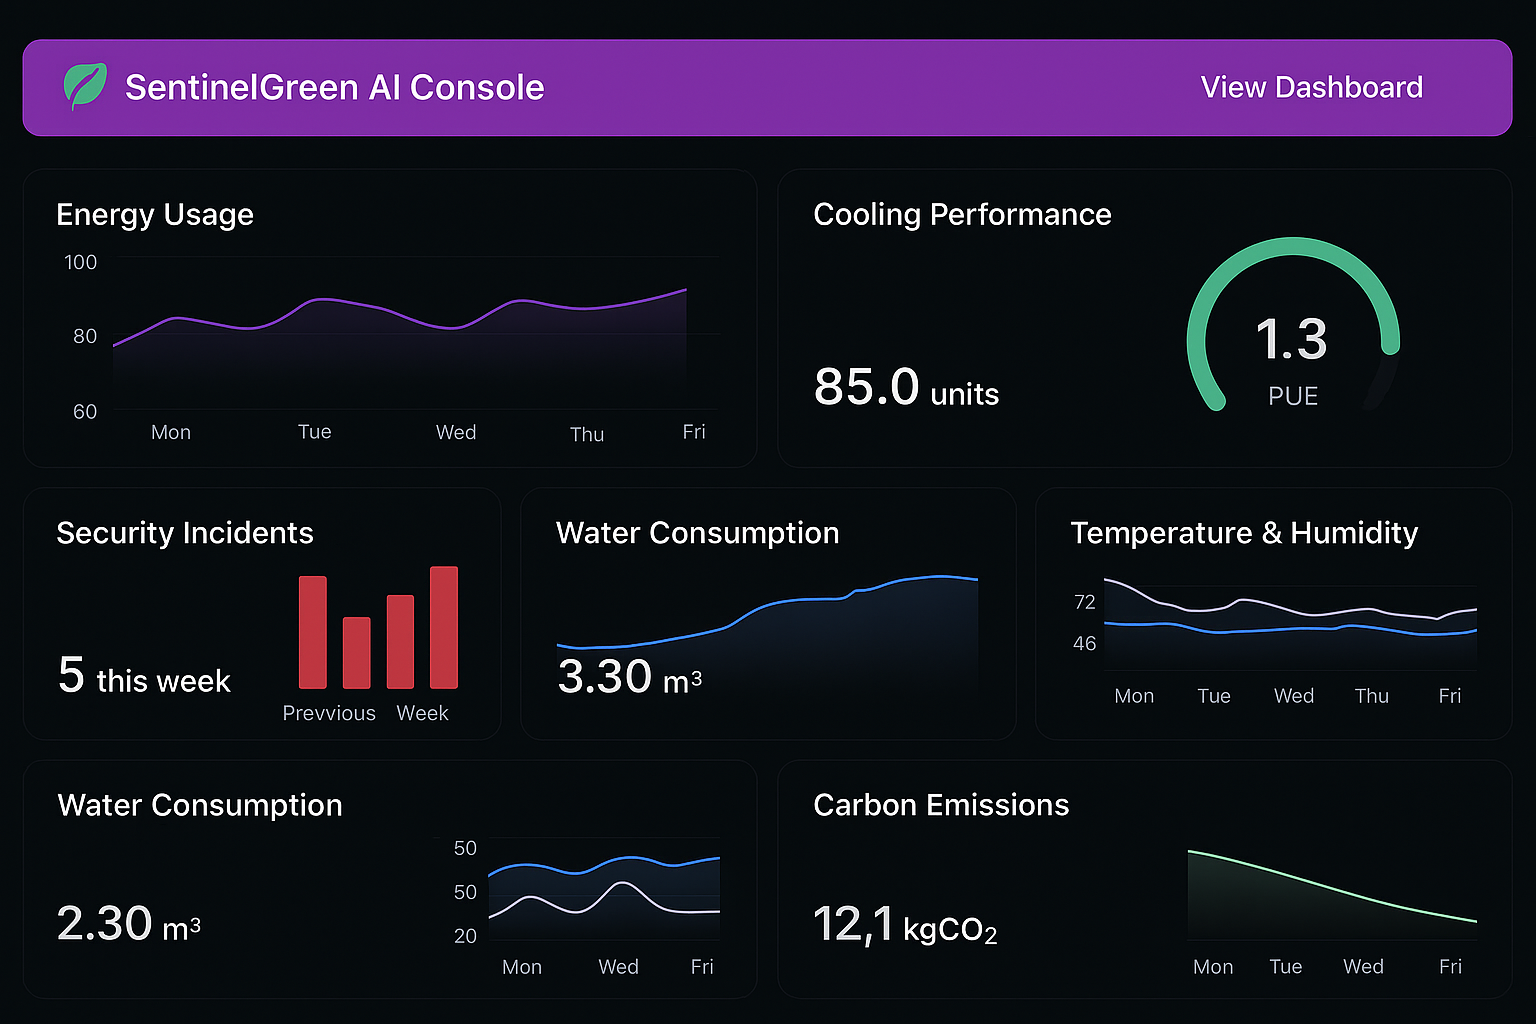 SentinelGreen AI Console
View Dashboard
Energy Usage
100
80
60
Mon Tue Wed Thu Fri
Cooling Performance
85.0 units
1.3
PUE
Security Incidents
5 this week
Prevvious Week
Water Consumption
3.30 m³
Temperature & Humidity
72
46
Mon Tue Wed Thu Fri
Water Consumption
2.30 m³
50
50
20
Mon Wed Fri
Carbon Emissions
12,1 kgCO₂
Mon Tue Wed Fri